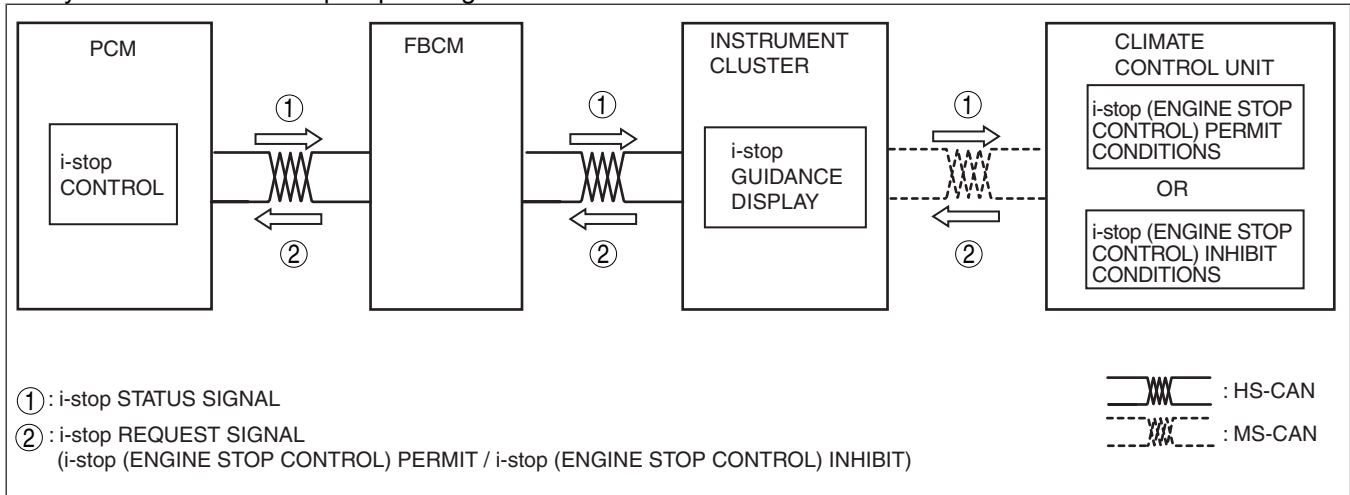 PCM
i-stop
CONTROL
①
②
FBCM
①
②
INSTRUMENT
CLUSTER
i-stop
GUIDANCE
DISPLAY
①
②
CLIMATE
CONTROL UNIT
i-stop (ENGINE STOP
CONTROL) PERMIT
CONDITIONS
OR
i-stop (ENGINE STOP
CONTROL) INHIBIT
CONDITIONS
① : i-stop STATUS SIGNAL
② : i-stop REQUEST SIGNAL
(i-stop (ENGINE STOP CONTROL) PERMIT / i-stop (ENGINE STOP CONTROL) INHIBIT)
: HS-CAN
: MS-CAN